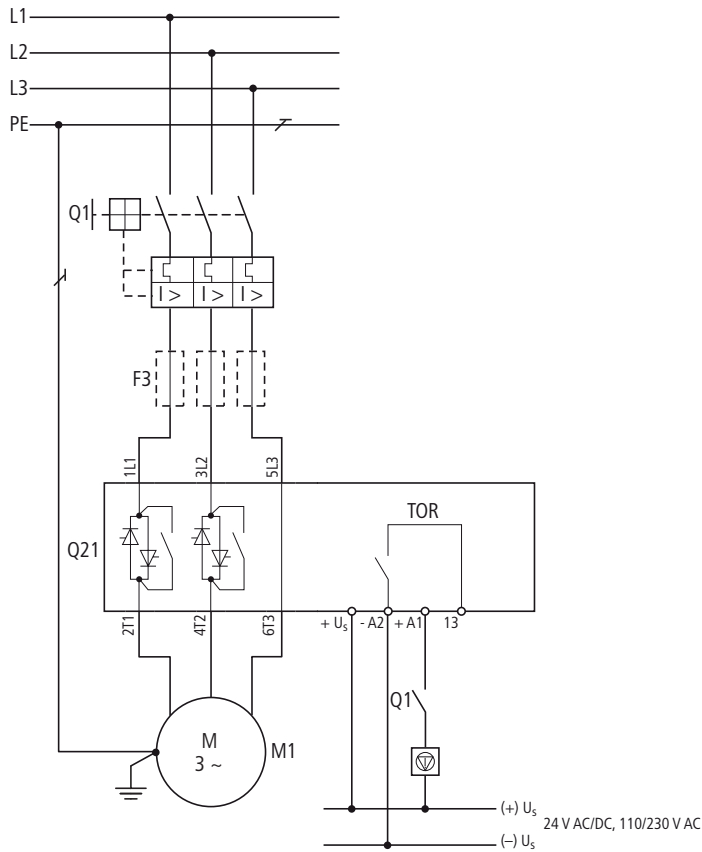 L1
L2
L3
PE
Q1
I > I > I >
F3
1L1 3L2 5L3
TOR
Q21
2T1 4T2 6T3 + Us - A2 + A1 13
Q1
M
3 ~
M1
(+) Us
24 V AC/DC, 110/230 V AC
(–) Us